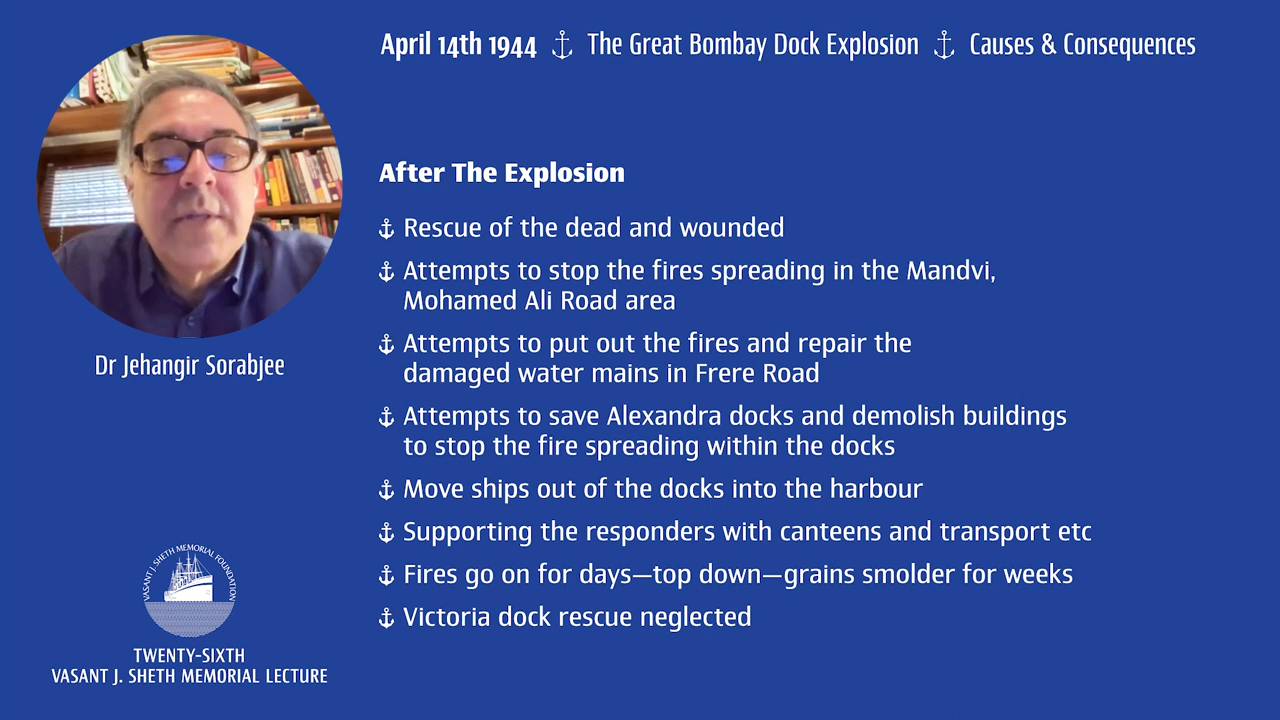 April 14th 1944 ⚓ The Great Bombay Dock Explosion ⚓ Causes & Consequences
After The Explosion
⚓ Rescue of the dead and wounded
⚓ Attempts to stop the fires spreading in the Mandvi,
Mohamed Ali Road area
⚓ Attempts to put out the fires and repair the
damaged water mains in Frere Road
⚓ Attempts to save Alexandra docks and demolish buildings
to stop the fire spreading within the docks
⚓ Move ships out of the docks into the harbour
⚓ Supporting the responders with canteens and transport etc
⚓ Fires go on for days—top down—grains smolder for weeks
⚓ Victoria dock rescue neglected
Dr Jehangir Sorabjee
VASANT J. SHETH MEMORIAL FOUNDATION
TWENTY-SIXTH
VASANT J. SHETH MEMORIAL LECTURE